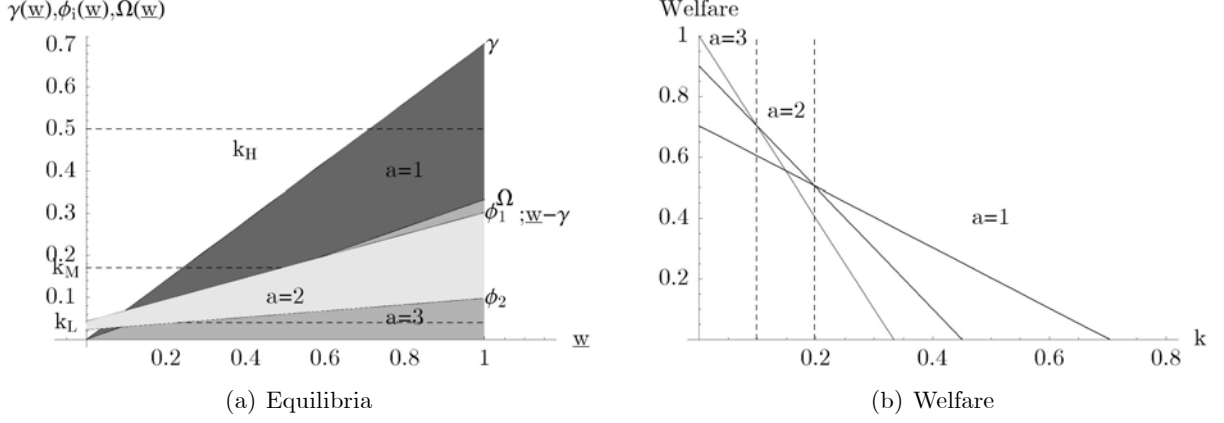 γ(w),ϕi(w),Ω(w)
0.7
γ
0.6
0.5
kH
0.4
a=1
Ω
0.3
ϕ1 ;w−γ
0.2
kM
0.1
a=2
ϕ2
kL
a=3
w
0.2
0.4
0.6
0.8
1
(a) Equilibria
Welfare
1
a=3
0.8
a=2
0.6
0.4
a=1
0.2
k
0.2
0.4
0.6
0.8
(b) Welfare